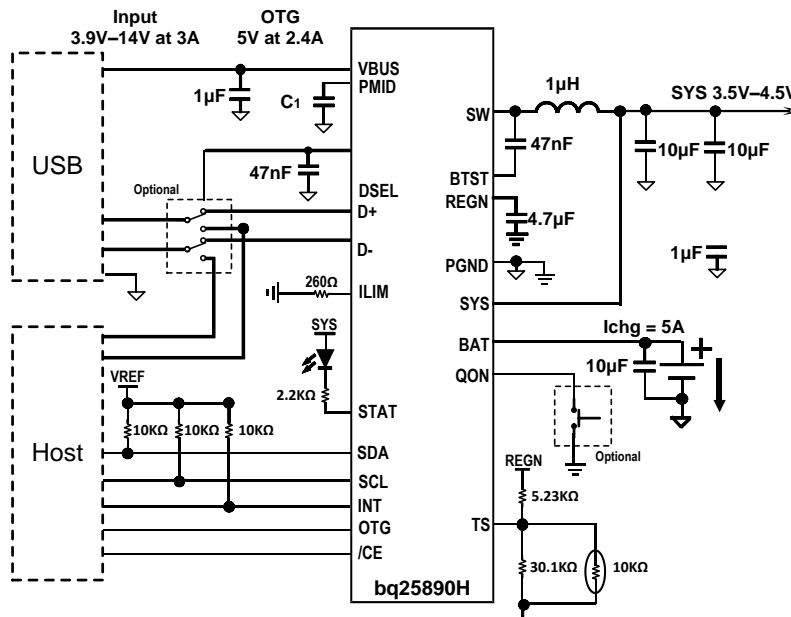 Input
3.9V–14V at 3A
OTG
5V at 2.4A
VBUS
PMID
1µF
C1
1µH
SYS 3.5V–4.5V
SW
47nF
10µF
10µF
BTST
REGN
4.7µF
USB
47nF
Optional
DSEL
D+
D-
PGND
1µF
260Ω
ILIM
SYS
SYS
Ichg = 5A
BAT
+
10µF
QON
2.2KΩ
STAT
Optional
VREF
10KΩ
10KΩ
10KΩ
Host
SDA
SCL
INT
OTG
/CE
REGN
5.23KΩ
TS
30.1KΩ
10KΩ
bq25890H